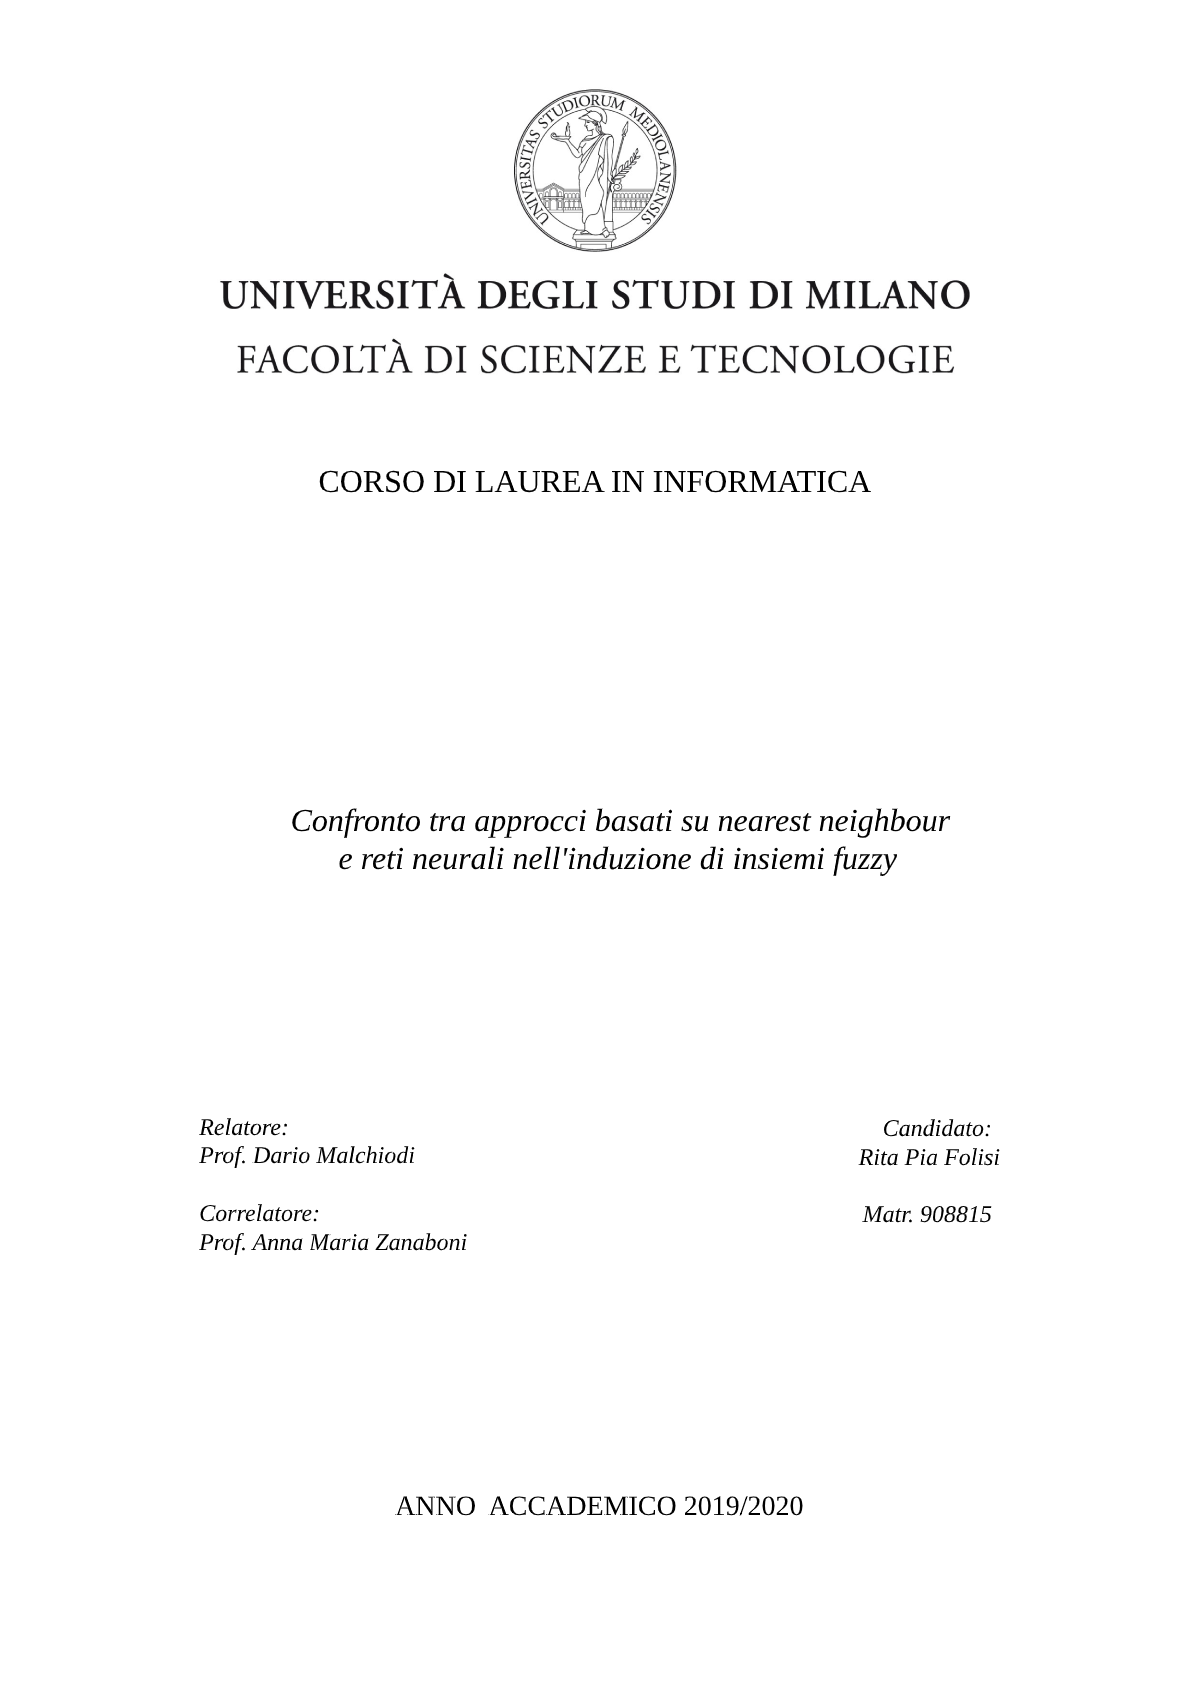 UNIVERSITAS STUDIORUM MEDIOLANENSIS
UNIVERSITÀ DEGLI STUDI DI MILANO
FACOLTÀ DI SCIENZE E TECNOLOGIE
CORSO DI LAUREA IN INFORMATICA
Confronto tra approcci basati su nearest neighbour
e reti neurali nell'induzione di insiemi fuzzy
Relatore:
Prof. Dario Malchiodi
Correlatore:
Prof. Anna Maria Zanaboni
Candidato:
Rita Pia Folisi
Matr. 908815
ANNO  ACCADEMICO 2019/2020